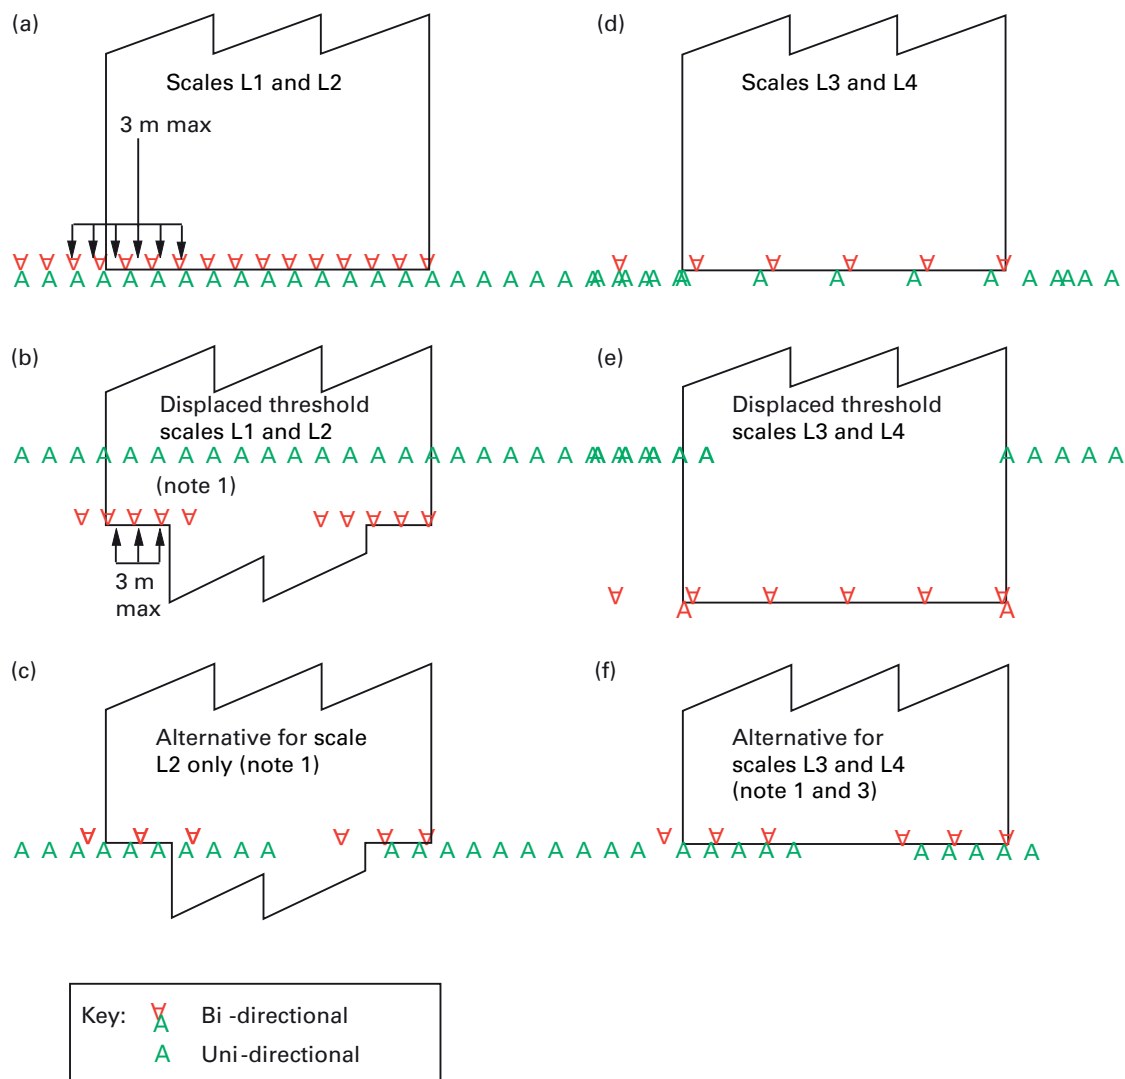 (a)
Scales L1 and L2
3 m max
(d)
Scales L3 and L4
(b)
Displaced threshold
scales L1 and L2
(note 1)
3 m
max
(e)
Displaced threshold
scales L3 and L4
(c)
Alternative for scale
L2 only (note 1)
(f)
Alternative for
scales L3 and L4
(note 1 and 3)
Key:
Bi -directional
Uni-directional